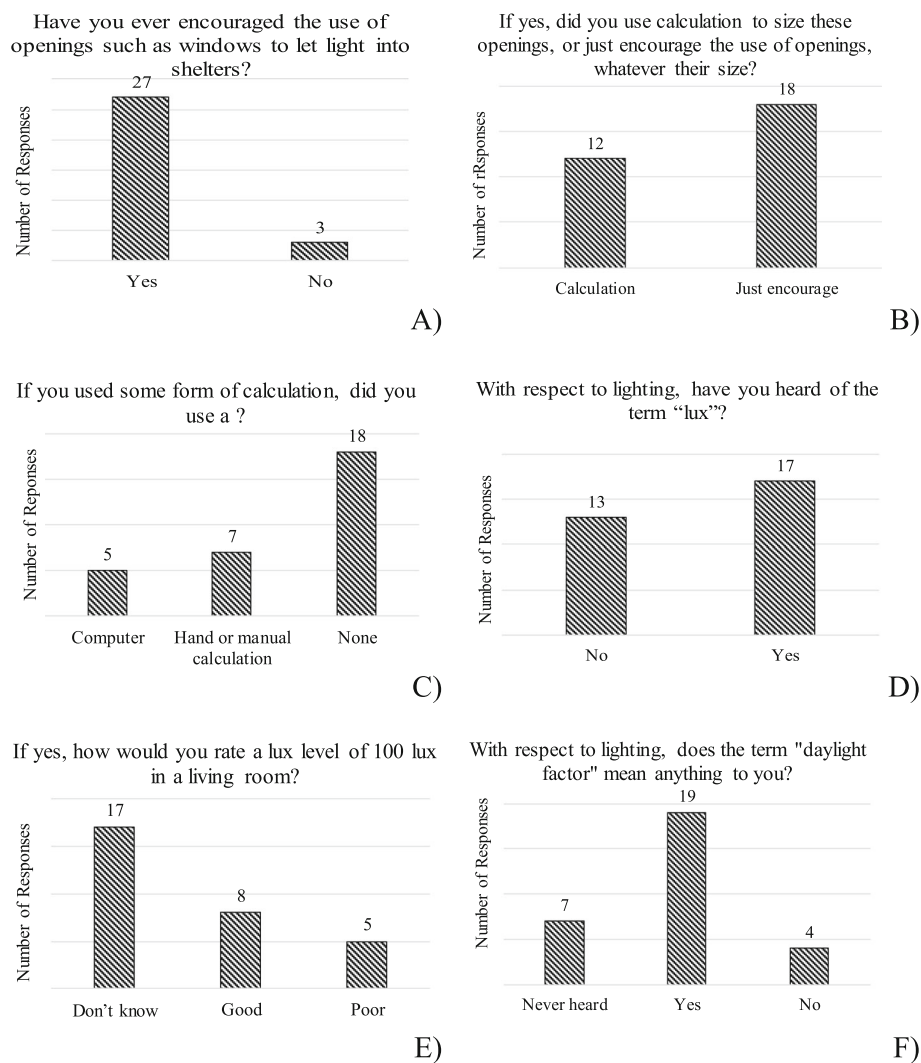 Have you ever encouraged the use of
openings such as windows to let light into
shelters?
27
3
Number of Responses
Yes
No
A)
If yes, did you use calculation to size these
openings, or just encourage the use of openings,
whatever their size?
18
12
Number of rRsponses
Calculation
Just encourage
B)
If you used some form of calculation, did you
use a ?
18
7
5
Number of Reponses
Computer
Hand or manual
calculation
None
C)
With respect to lighting, have you heard of the
term “lux”?
17
13
Number of Responses
No
Yes
D)
If yes, how would you rate a lux level of 100 lux
in a living room?
17
8
5
Number of Responses
Don’t know
Good
Poor
E)
With respect to lighting, does the term "daylight
factor" mean anything to you?
19
7
4
Number of Responses
Never heard
Yes
No
F)